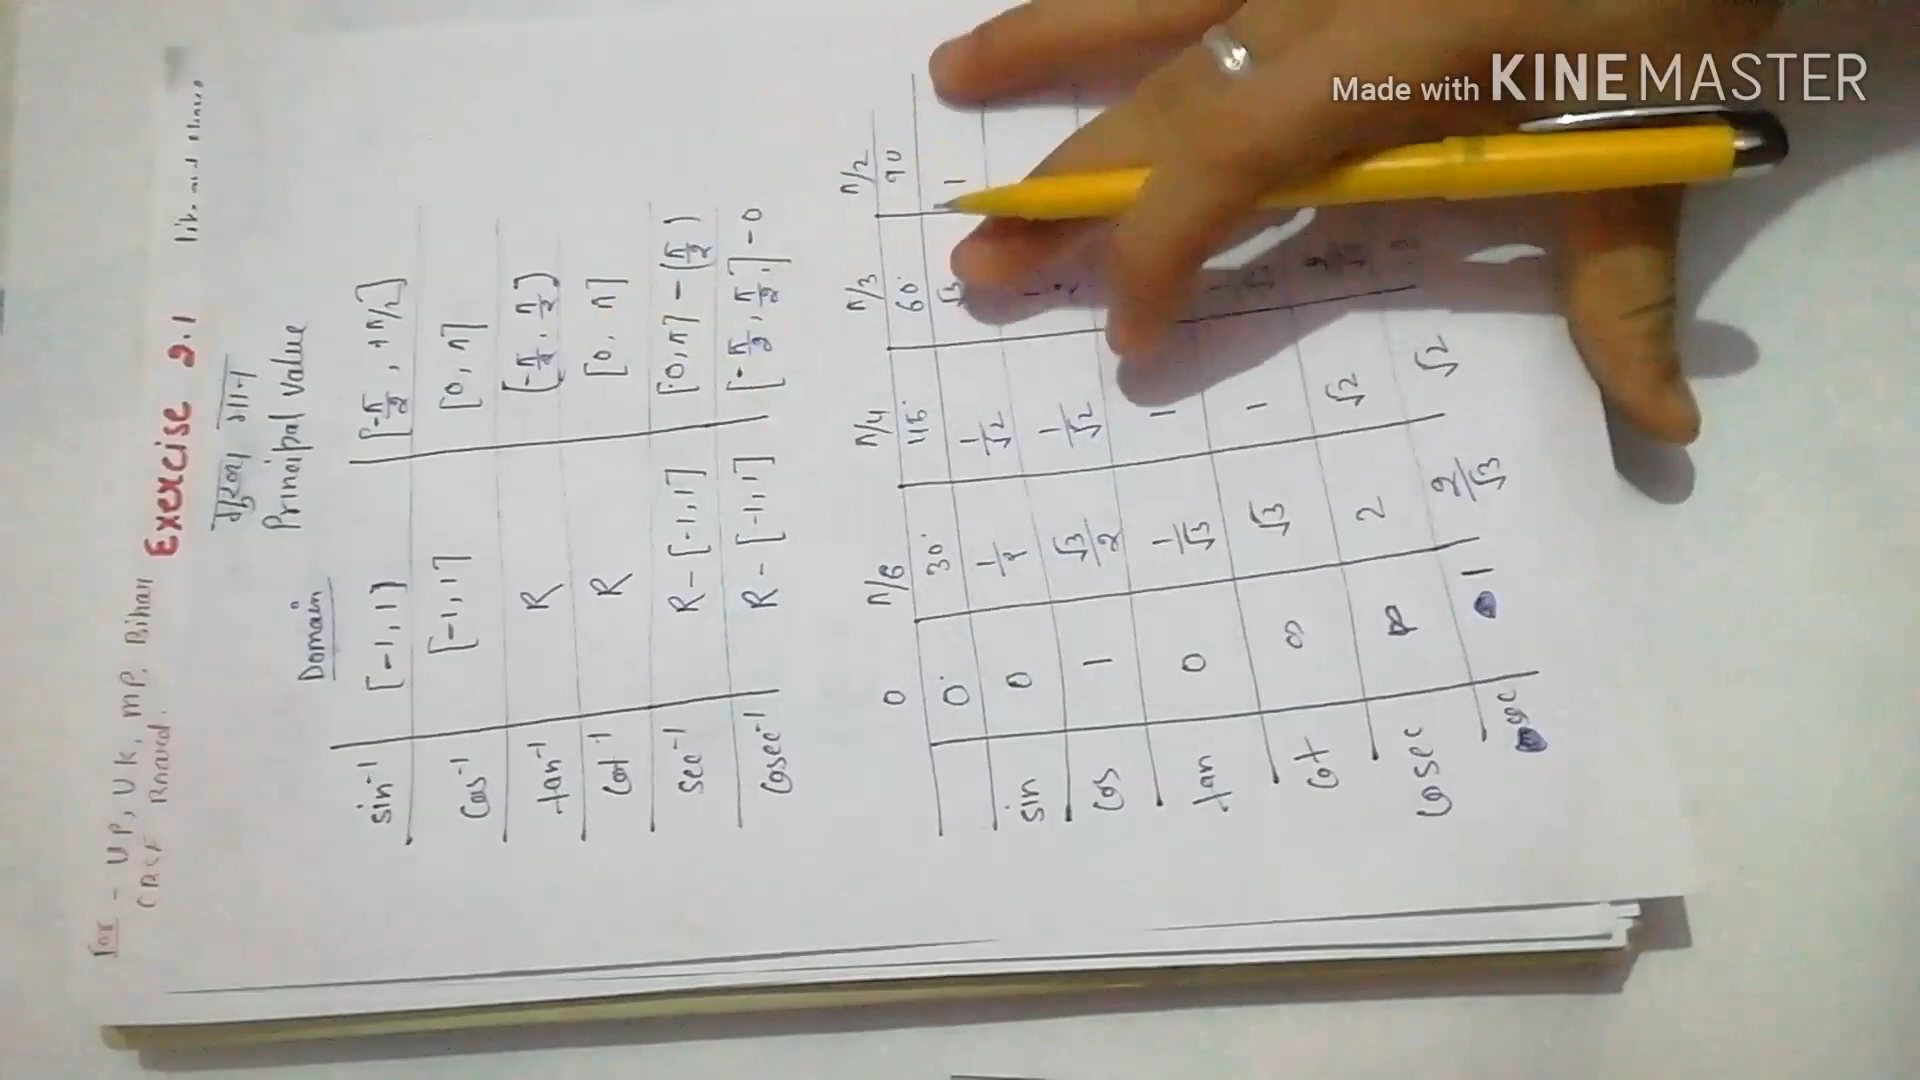 Made with KINEMASTER
for - UP, UK, MP, Bihar
Exercise 2.1
मुख्य मान
Domain Principal Value
sin⁻¹ [-1, 1] [-π/2, +π/2]
Cos⁻¹ [-1, 1] [0, π]
tan⁻¹ R (-π/2, π/2)
Cot⁻¹ R [0, π]
Sec⁻¹ R - [-1, 1] [0, π] - (π/2)
Cosec⁻¹ R - [-1, 1] [-π/2, π/2] - 0
0 π/6 π/4 π/3 π/2
0° 30° 45° 60° 90
sin 0 1/√2 1
Cos 1 √3/2 1/√2
tan 0 1/√3 1
Cot ∞ √3 1
Cosec ∞ 2 √2
sec 1 2/√3 √2